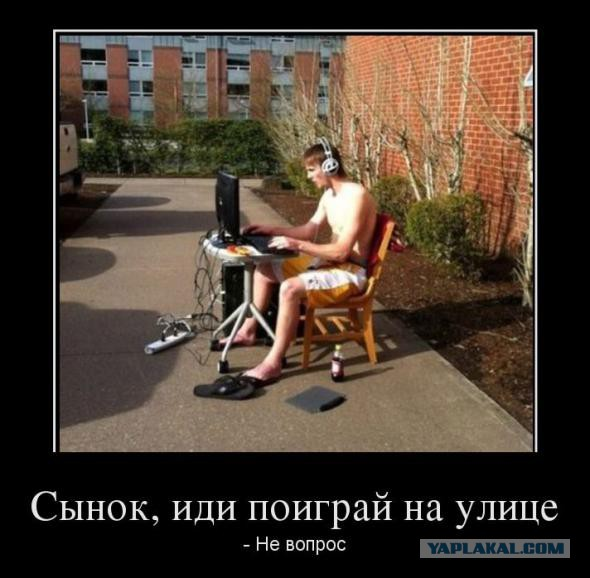 Сынок, иди поиграй на улице
- Не вопрос
YAPLAKAL.COM